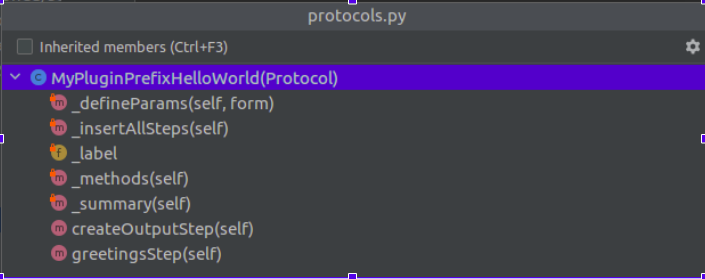 protocols.py
Inherited members (Ctrl+F3)
MyPluginPrefixHelloWorld(Protocol)
_defineParams(self, form)
_insertAllSteps(self)
_label
_methods(self)
_summary(self)
createOutputStep(self)
greetingsStep(self)